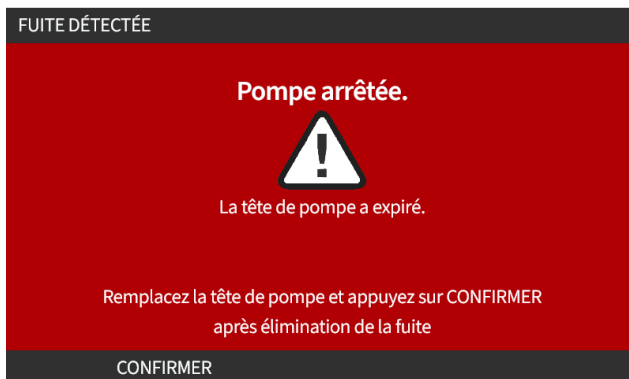 FUITE DÉTECTÉE
Pompe arrêtée.
La tête de pompe a expiré.
Remplacez la tête de pompe et appuyez sur CONFIRMER
après élimination de la fuite
CONFIRMER